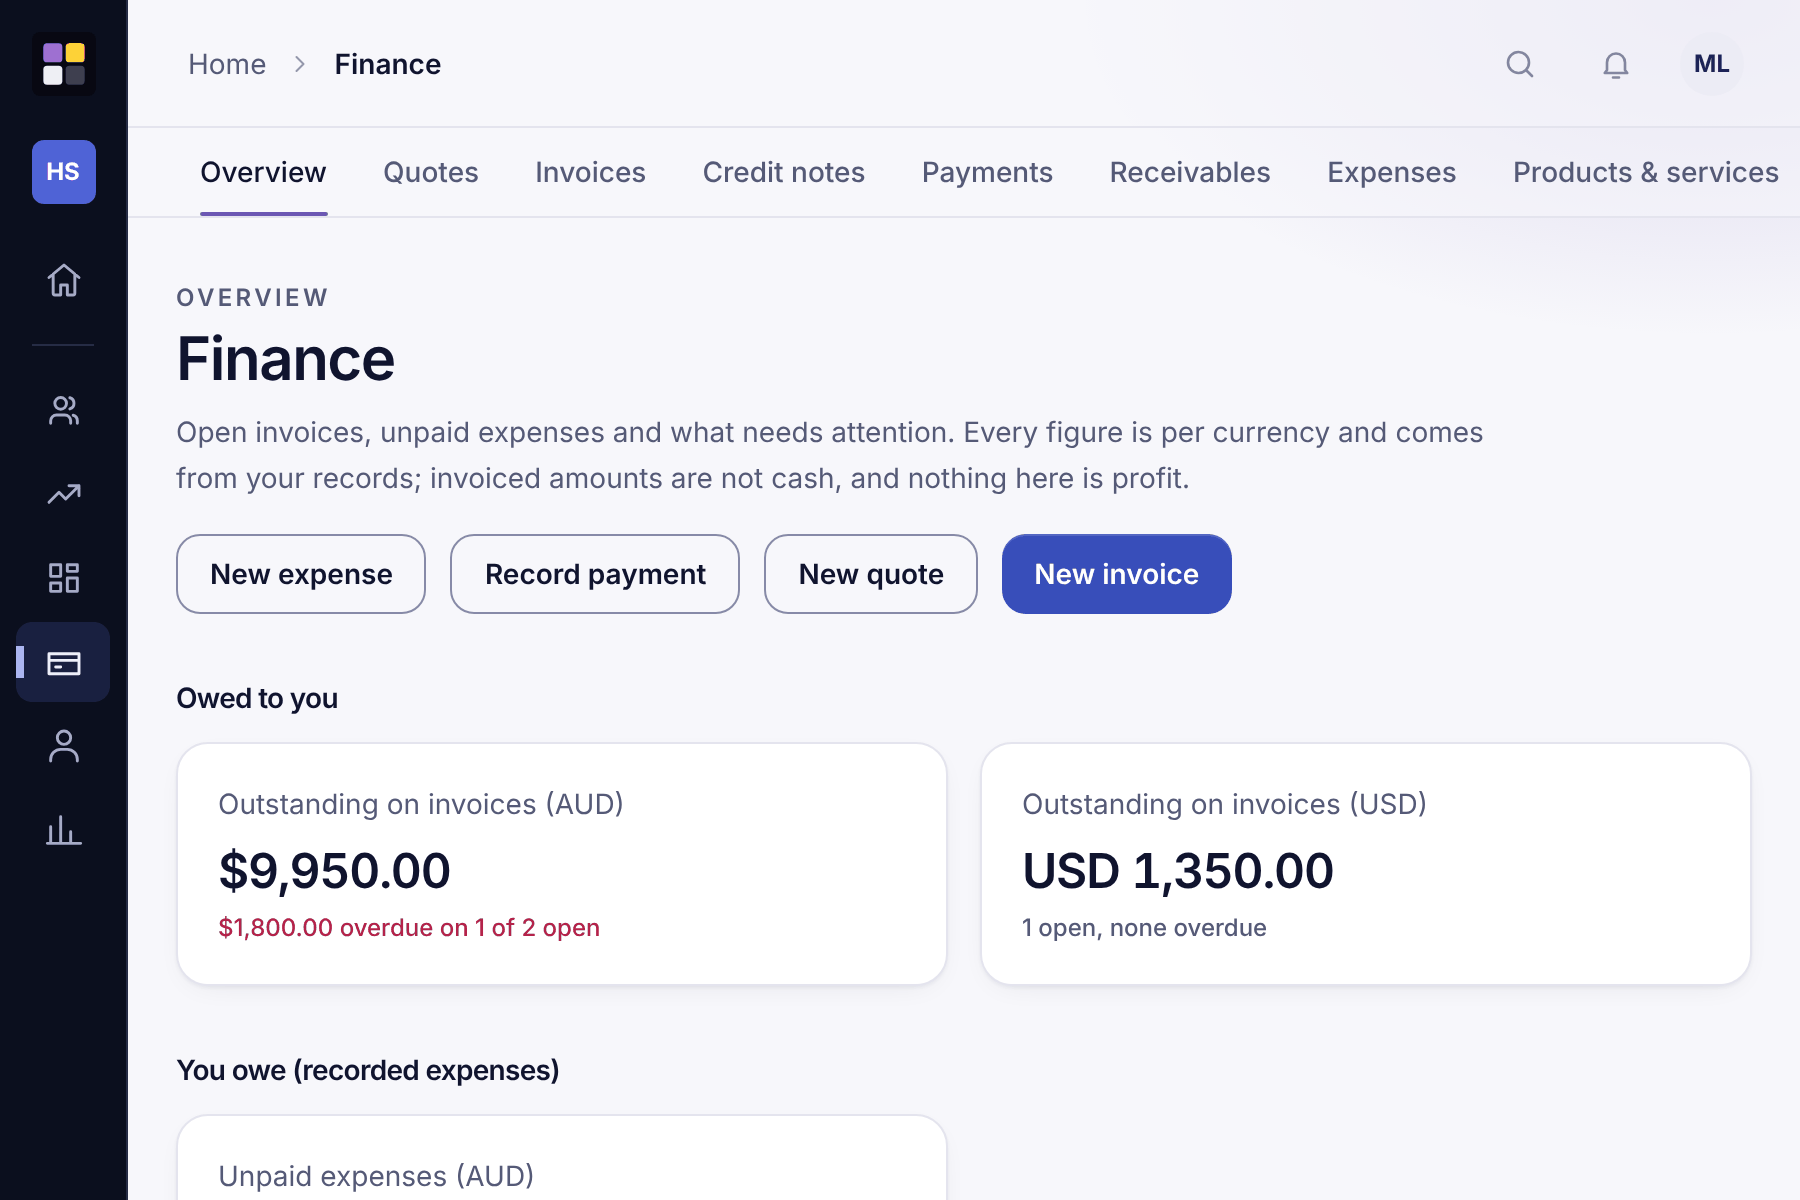 HS
Home
Finance
ML
Overview
Quotes
Invoices
Credit notes
Payments
Receivables
Expenses
Products & services
OVERVIEW
Finance
Open invoices, unpaid expenses and what needs attention. Every figure is per currency and comes
from your records; invoiced amounts are not cash, and nothing here is profit.
New expense
Record payment
New quote
New invoice
Owed to you
Outstanding on invoices (AUD)
$9,950.00
$1,800.00 overdue on 1 of 2 open
Outstanding on invoices (USD)
USD 1,350.00
1 open, none overdue
You owe (recorded expenses)
Unpaid expenses (AUD)